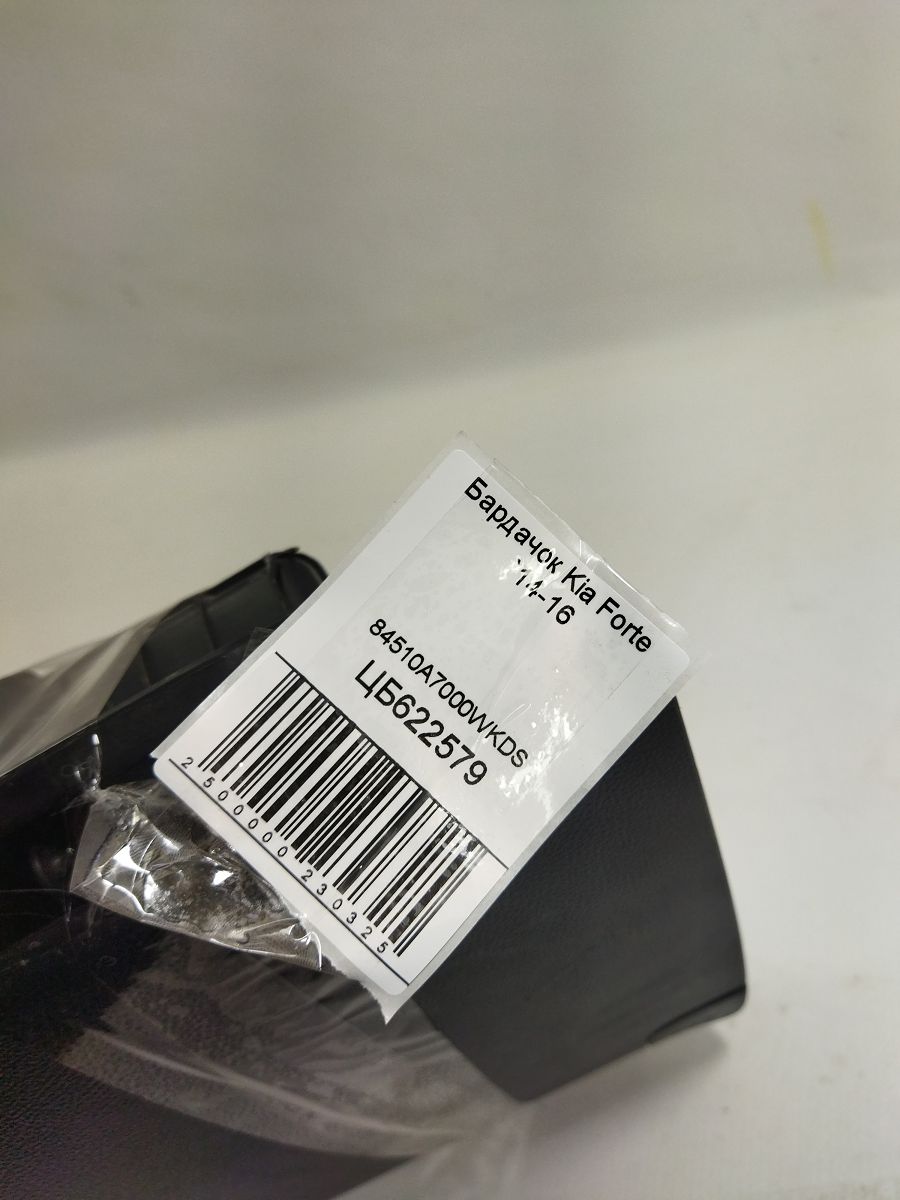 Бардачок Kia Forte
`14-16
84510A7000WKDS
ЦБ622579
2500000230325